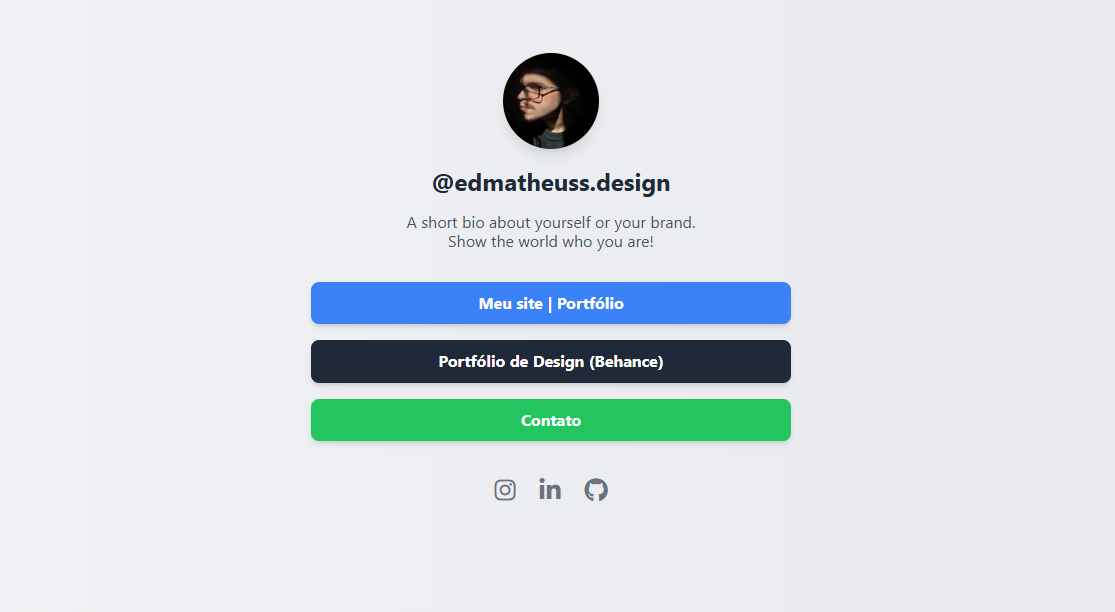 @edmatheuss.design
A short bio about yourself or your brand.
Show the world who you are!
Meu site | Portfólio
Portfólio de Design (Behance)
Contato